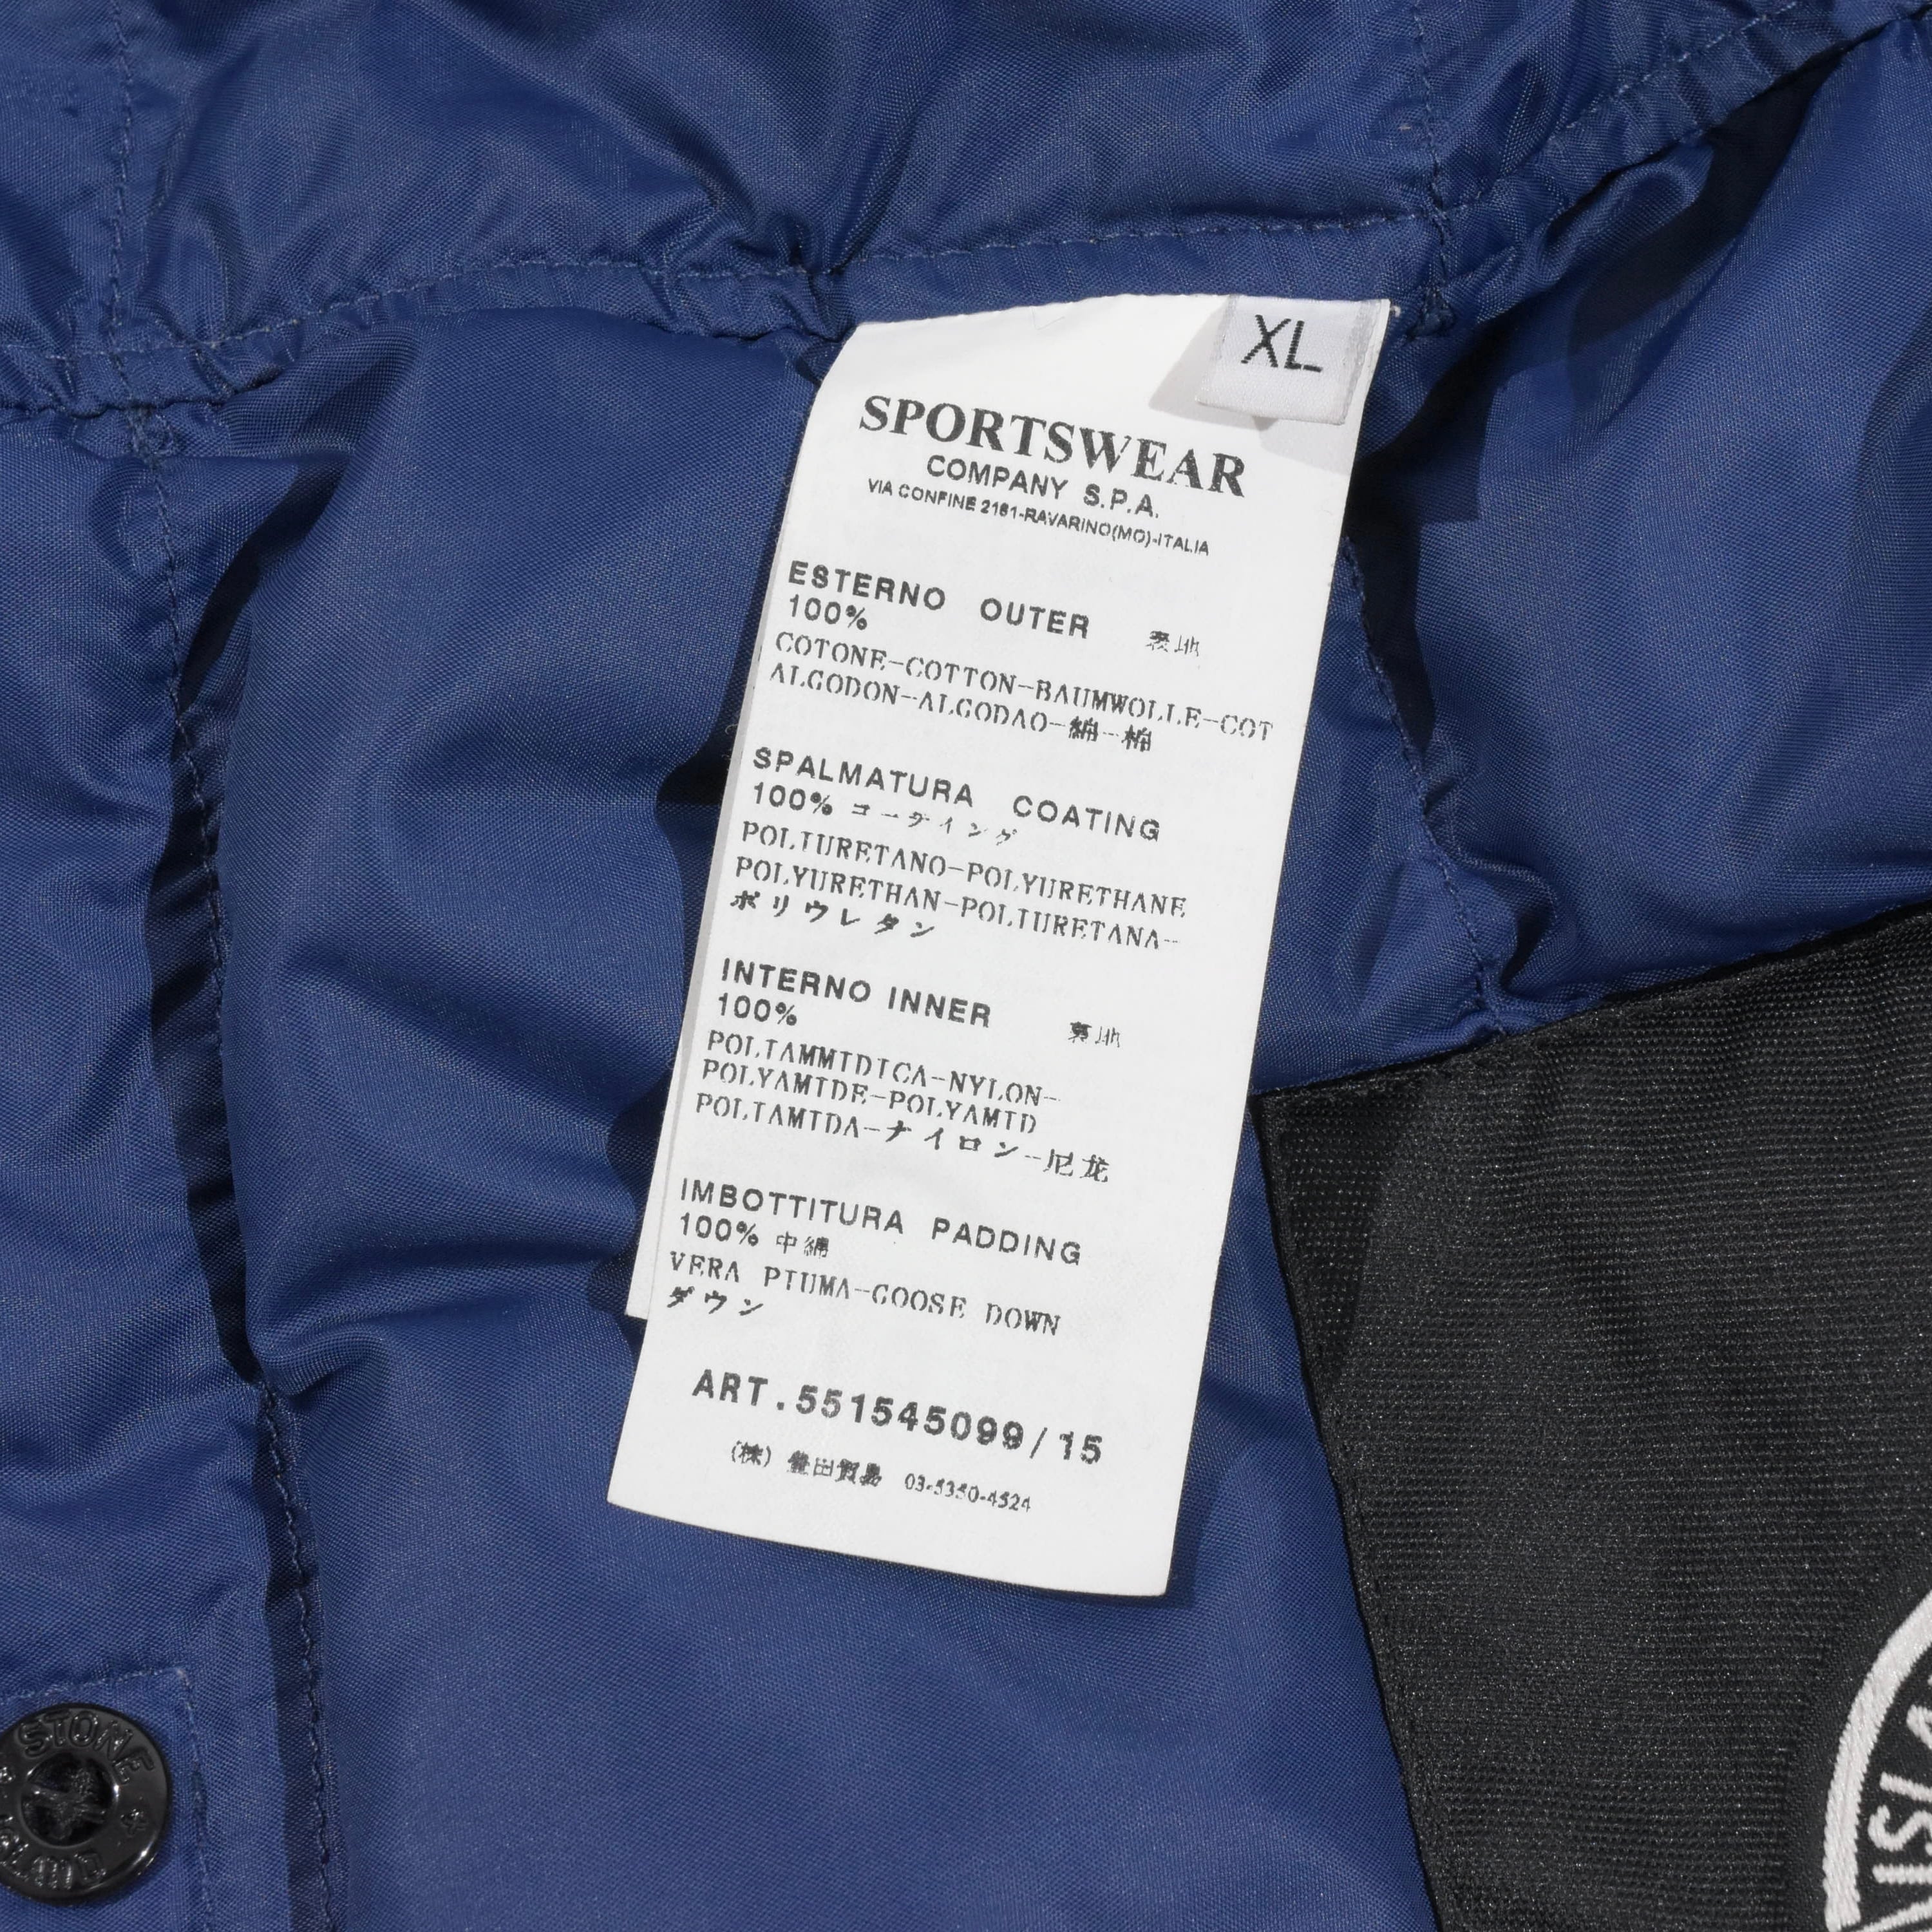 XL
SPORTSWEAR
COMPANY S.P.A.
VIA CONFINE 2161-RAVARINO(MO)-ITALIA
ESTERNO OUTER 表地
100%
COTONE-COTTON-BAUMWOLLE-COT
ALGODON-ALGODAO-綿-棉
SPALMATURA COATING
100% コーティング
POLIURETANO-POLYURETHANE
POLYURETHAN-POLIURETANA-
ポリウレタン
INTERNO INNER 裏地
100%
POLIAMMIDICA-NYLON-
POLYAMIDE-POLYAMID
POLIAMIDA-ナイロン-尼龙
IMBOTTITURA PADDING
100% 中綿
VERA PIUMA-GOOSE DOWN
ダウン
ART.551545099/15
(株) 豊田貿易 03-5350-4524
STONE